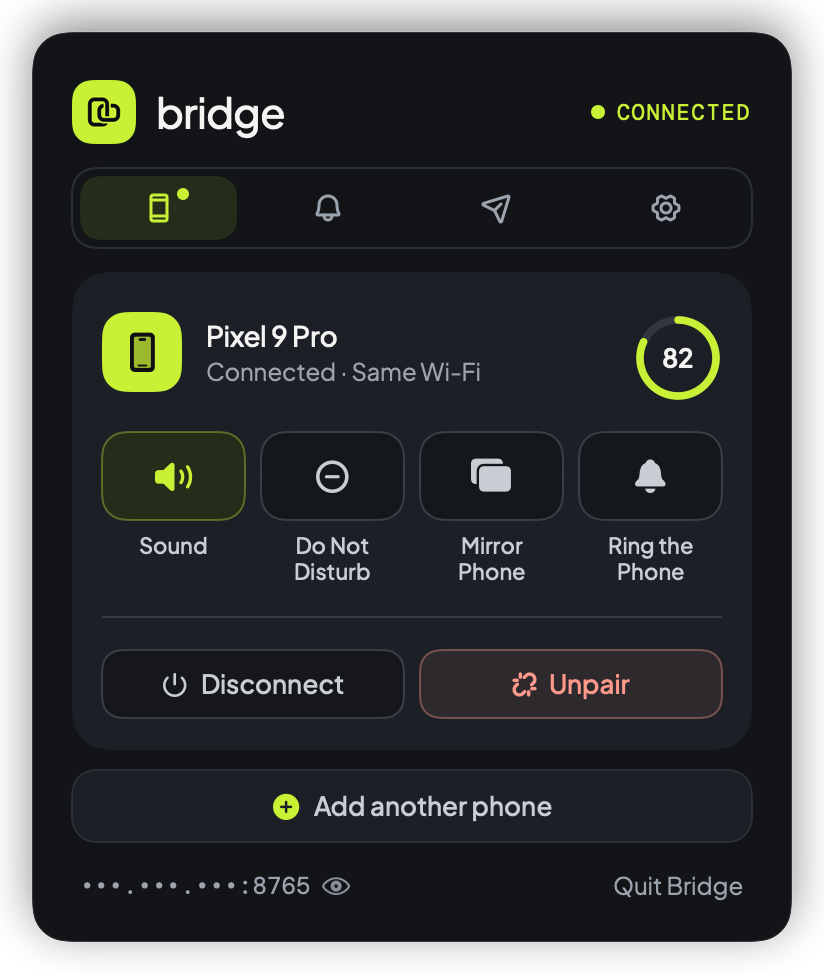 bridge
CONNECTED
Pixel 9 Pro
Connected · Same Wi-Fi
82
Sound
Do Not
Disturb
Mirror
Phone
Ring the
Phone
Disconnect
Unpair
Add another phone
•••.•••.•••:8765
Quit Bridge